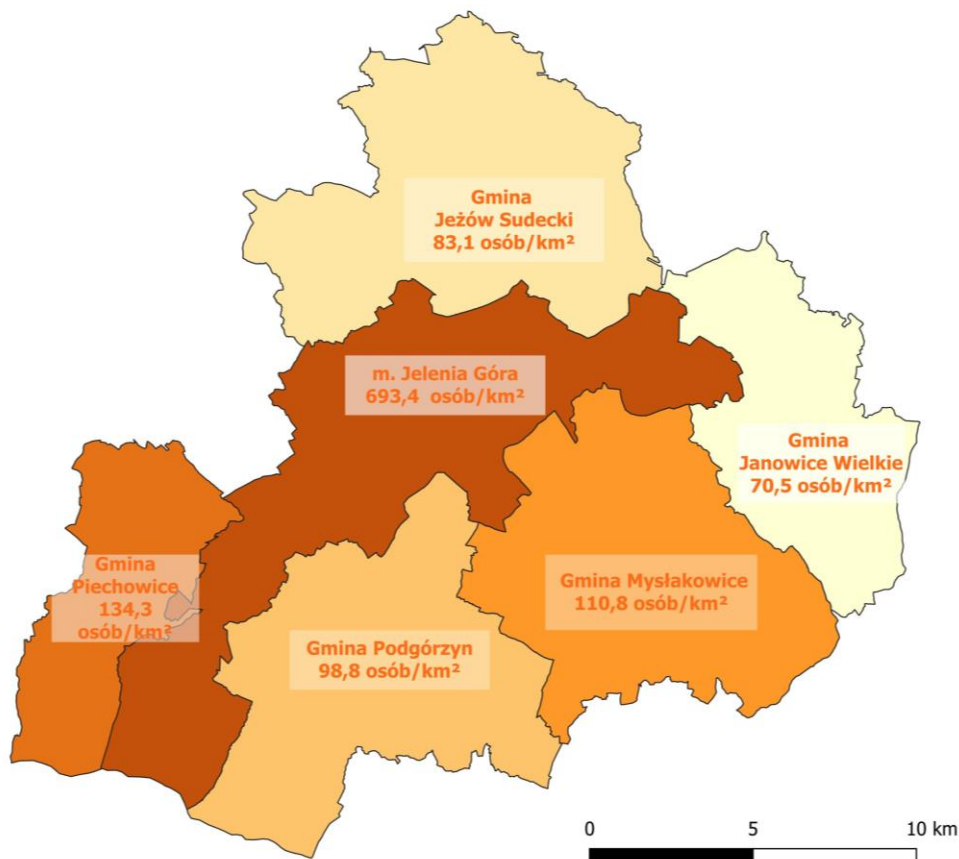 Gmina
Jeżów Sudecki
83,1 osób/km²
m. Jelenia Góra
693,4 osób/km²
Gmina
Janowice Wielkie
70,5 osób/km²
Gmina
Piechowice
134,3
osób/km²
Gmina Mysłakowice
110,8 osób/km²
Gmina Podgórzyn
98,8 osób/km²
0 5 10 km